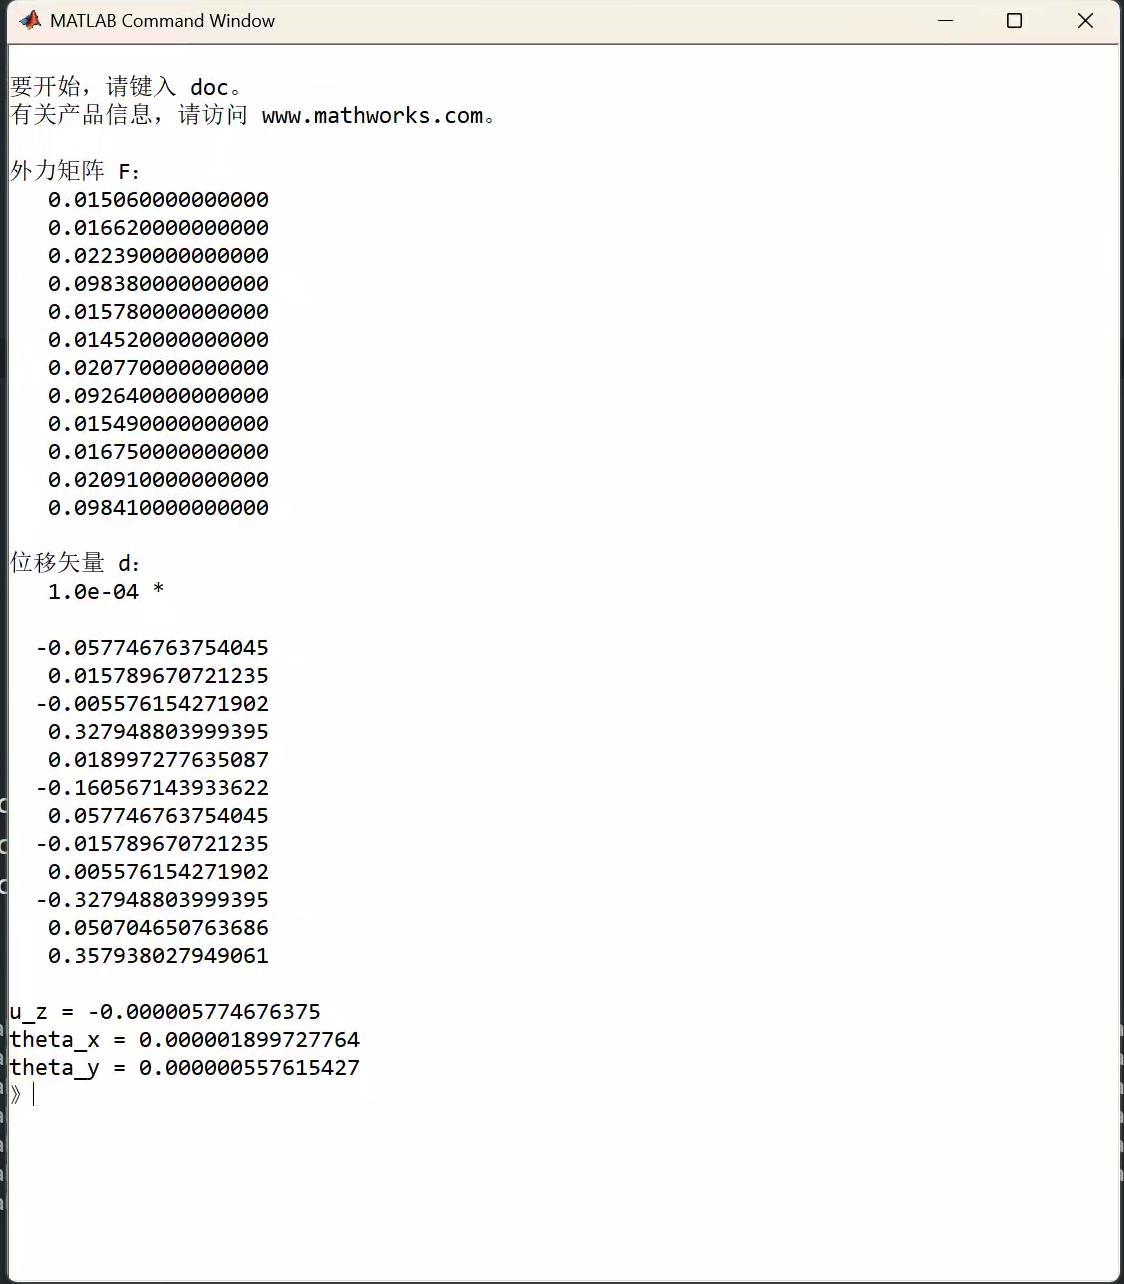 MATLAB Command Window
要开始，请键入 doc。
有关产品信息，请访问 www.mathworks.com。
外力矩阵 F:
0.015060000000000
0.016620000000000
0.022390000000000
0.098380000000000
0.015780000000000
0.014520000000000
0.020770000000000
0.092640000000000
0.015490000000000
0.016750000000000
0.020910000000000
0.098410000000000
位移矢量 d:
1.0e-04 *
-0.057746763754045
0.015789670721235
-0.005576154271902
0.327948803999395
0.018997277635087
-0.160567143933622
0.057746763754045
-0.015789670721235
0.005576154271902
-0.327948803999395
0.050704650763686
0.357938027949061
u_z = -0.000005774676375
theta_x = 0.000001899727764
theta_y = 0.000000557615427
》